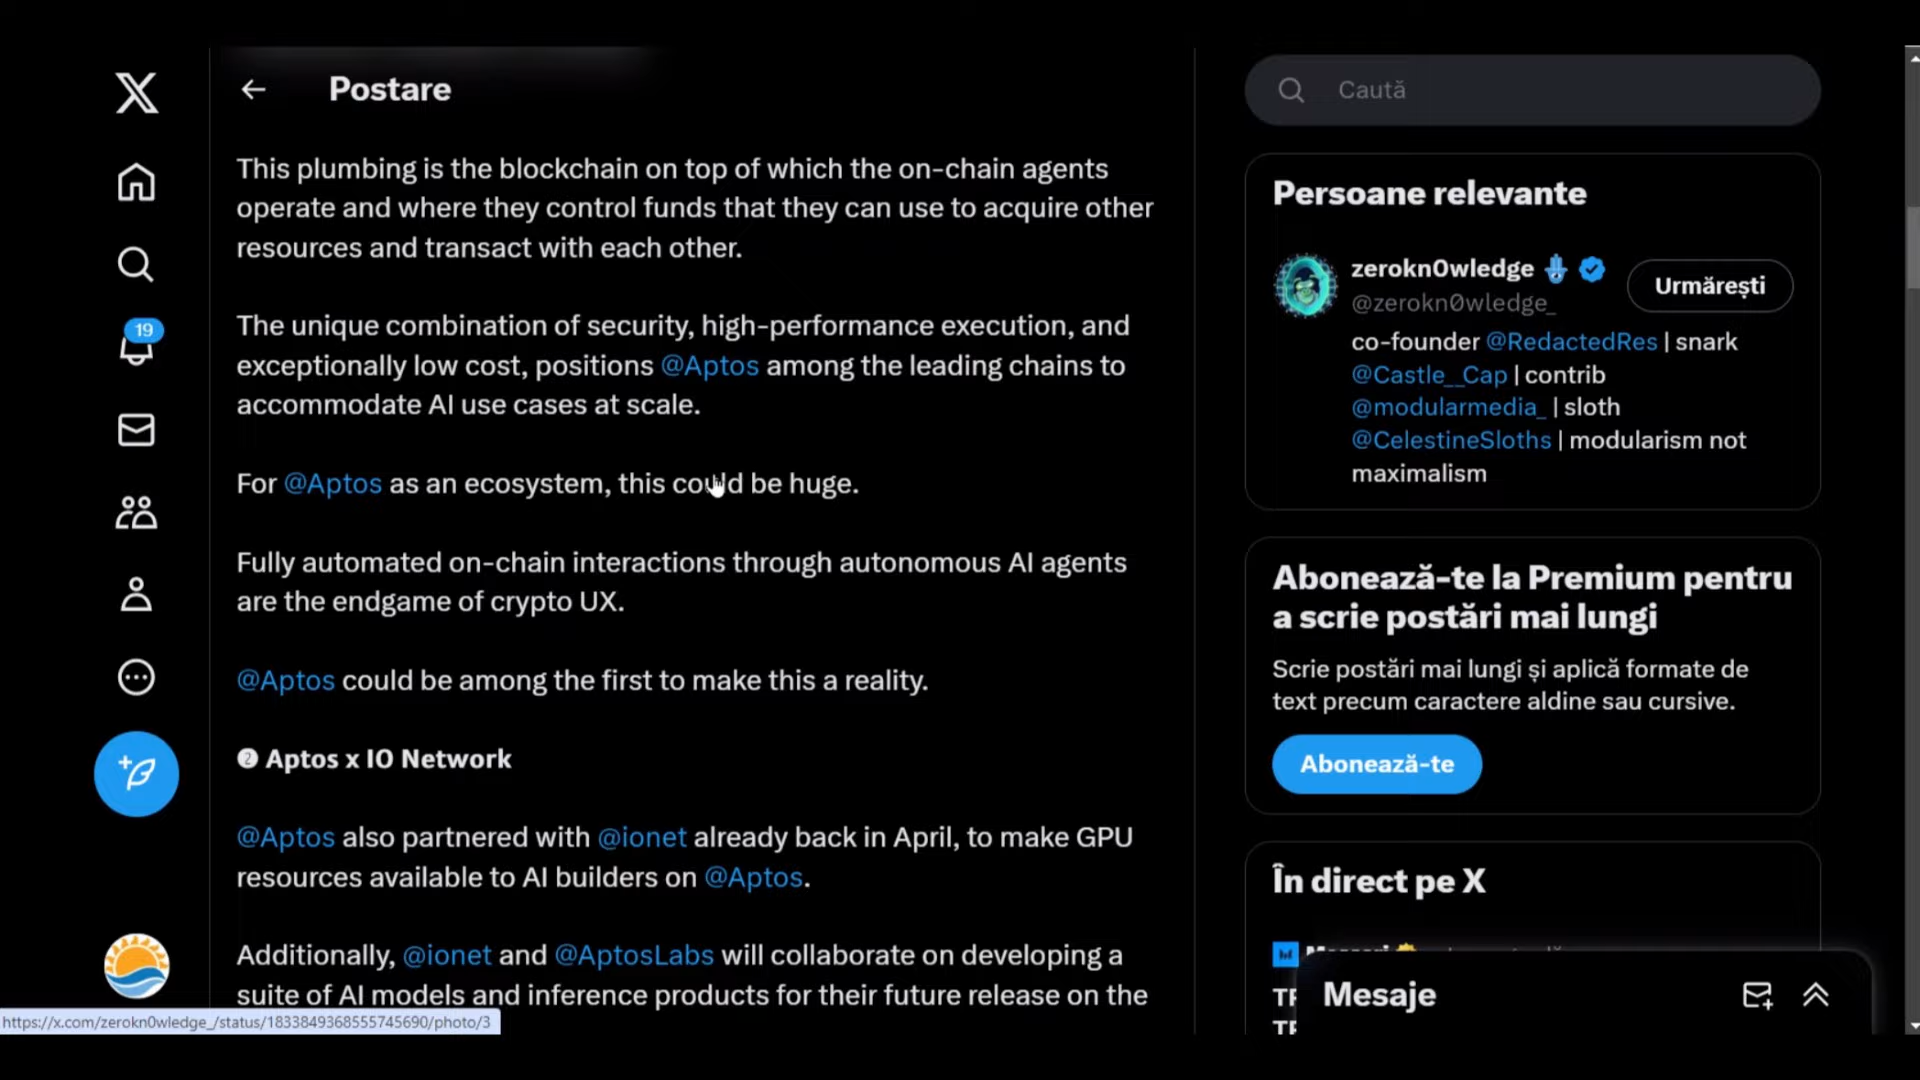 Postare
This plumbing is the blockchain on top of which the on-chain agents
operate and where they control funds that they can use to acquire other
resources and transact with each other.
The unique combination of security, high-performance execution, and
exceptionally low cost, positions @Aptos among the leading chains to
accommodate AI use cases at scale.
For @Aptos as an ecosystem, this could be huge.
Fully automated on-chain interactions through autonomous AI agents
are the endgame of crypto UX.
@Aptos could be among the first to make this a reality.
❷ Aptos x IO Network
@Aptos also partnered with @ionet already back in April, to make GPU
resources available to AI builders on @Aptos.
Additionally, @ionet and @AptosLabs will collaborate on developing a
suite of AI models and inference products for their future release on the
https://x.com/zerokn0wledge_/status/1833849368555745690/photo/3
19
Caută
Persoane relevante
zerokn0wledge
@zerokn0wledge_
Urmărești
co-founder @RedactedRes | snark
@Castle__Cap | contrib
@modularmedia_ | sloth
@CelestineSloths | modularism not
maximalism
Abonează-te la Premium pentru
a scrie postări mai lungi
Scrie postări mai lungi și aplică formate de
text precum caractere aldine sau cursive.
Abonează-te
În direct pe X
Mesaje